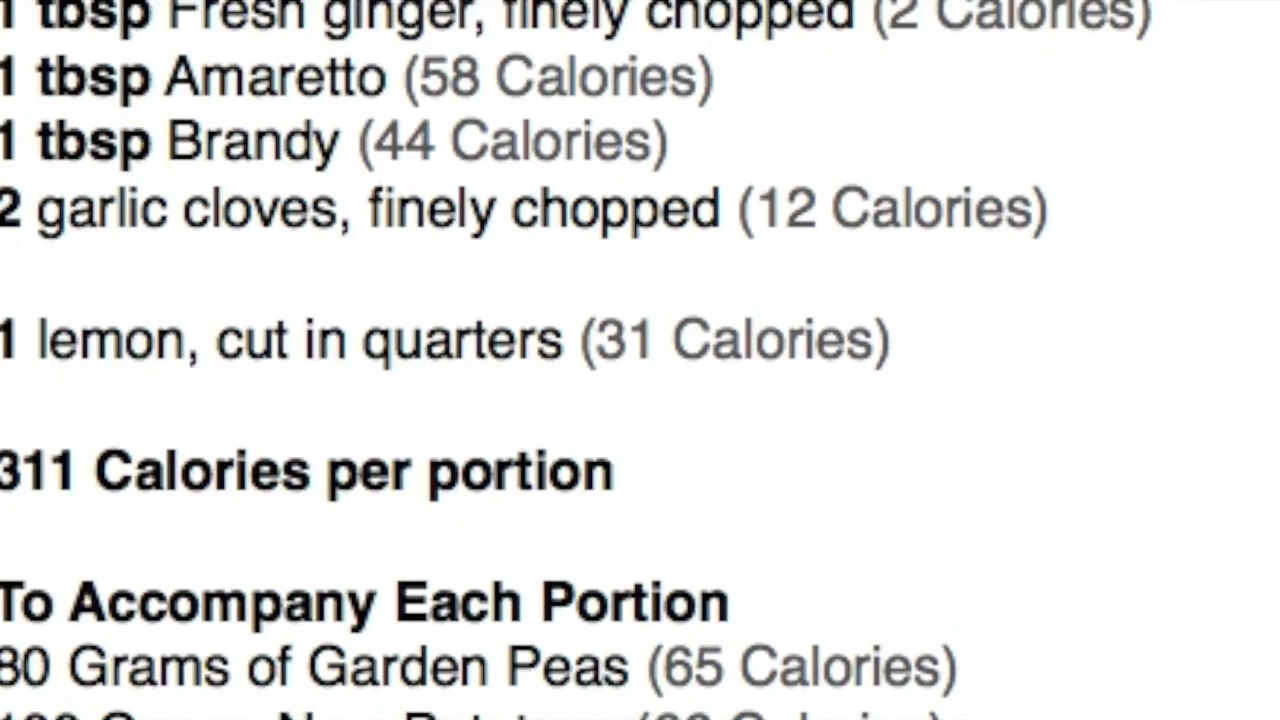 1 tbsp Fresh ginger, finely chopped (2 Calories)
1 tbsp Amaretto (58 Calories)
1 tbsp Brandy (44 Calories)
2 garlic cloves, finely chopped (12 Calories)
1 lemon, cut in quarters (31 Calories)
311 Calories per portion
To Accompany Each Portion
80 Grams of Garden Peas (65 Calories)